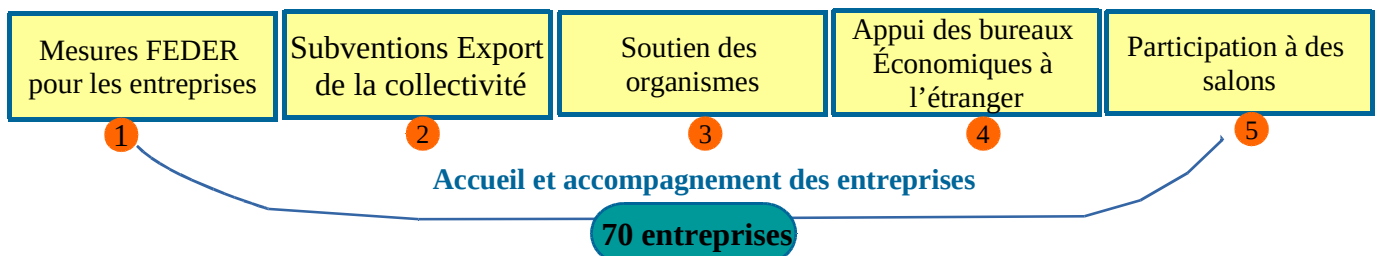 Mesures FEDER
pour les entreprises
Subventions Export
de la collectivité
Soutien des
organismes
Appui des bureaux
Économiques à
l’étranger
Participation à des
salons
1
2
3
4
5
Accueil et accompagnement des entreprises
70 entreprises